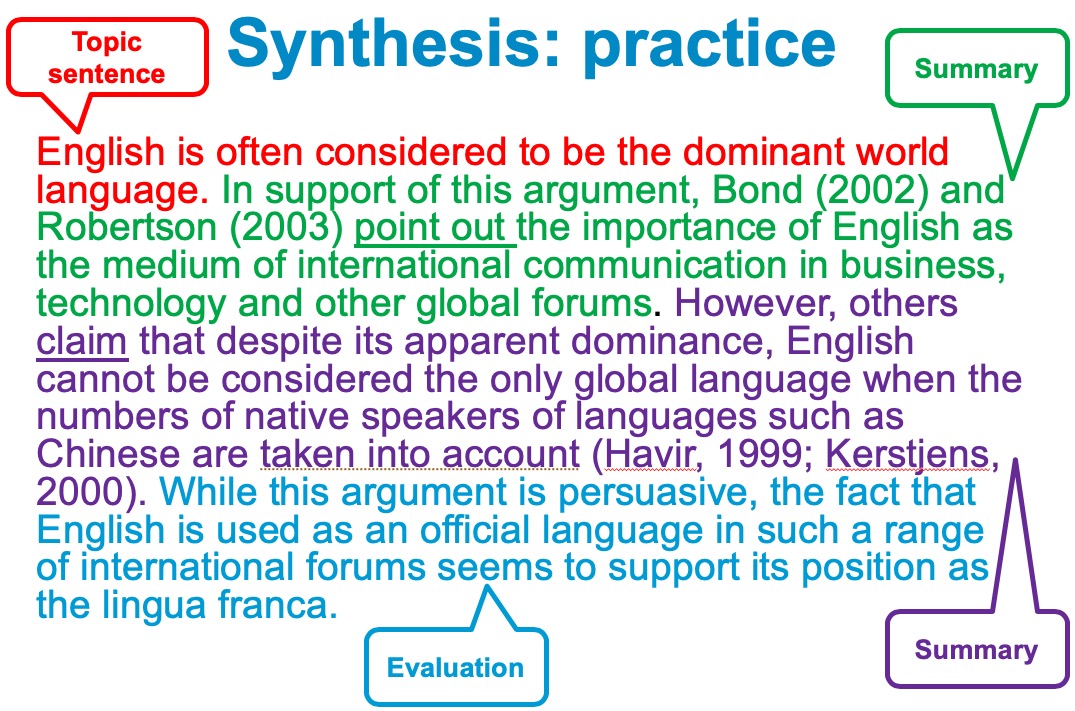 Topic
sentence
Synthesis: practice
Summary
English is often considered to be the dominant world
language. In support of this argument, Bond (2002) and
Robertson (2003) point out the importance of English as
the medium of international communication in business,
technology and other global forums. However, others
claim that despite its apparent dominance, English
cannot be considered the only global language when the
numbers of native speakers of languages such as
Chinese are taken into account (Havir, 1999; Kerstjens,
2000). While this argument is persuasive, the fact that
English is used as an official language in such a range
of international forums seems to support its position as
the lingua franca.
Evaluation
Summary